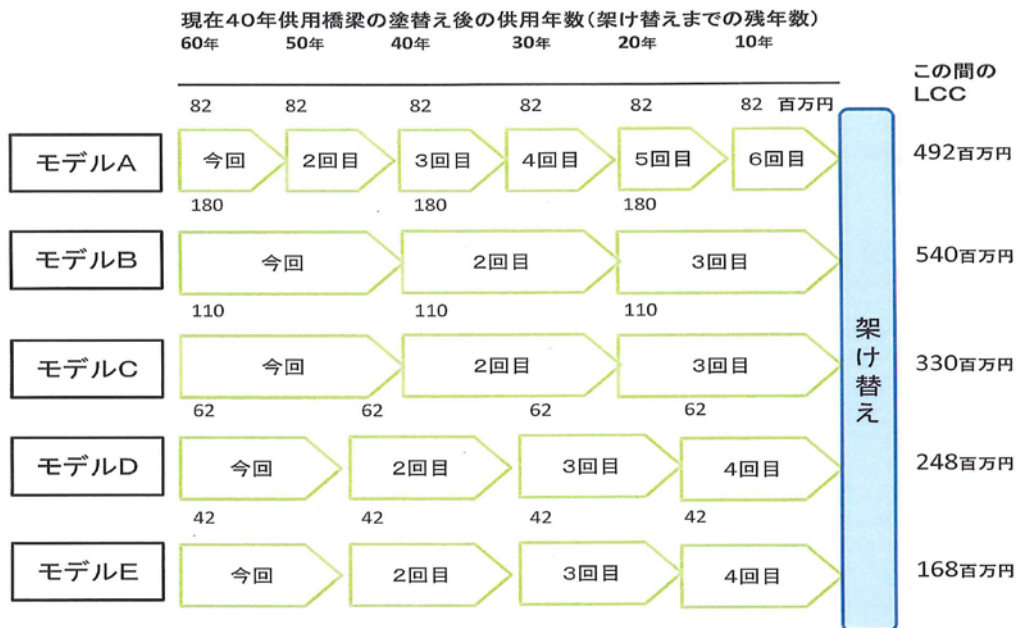 現在40年供用橋梁の塗替え後の供用年数(架け替えまでの残年数)
60年 50年 40年 30年 20年 10年
この間の
LCC
82 82 82 82 82 82 百万円
モデルA 今回 2回目 3回目 4回目 5回目 6回目 492百万円
180 180 180
モデルB 今回 2回目 3回目 540百万円
110 110 110
モデルC 今回 2回目 3回目 330百万円
架け替え
62 62 62 62
モデルD 今回 2回目 3回目 4回目 248百万円
42 42 42 42
モデルE 今回 2回目 3回目 4回目 168百万円